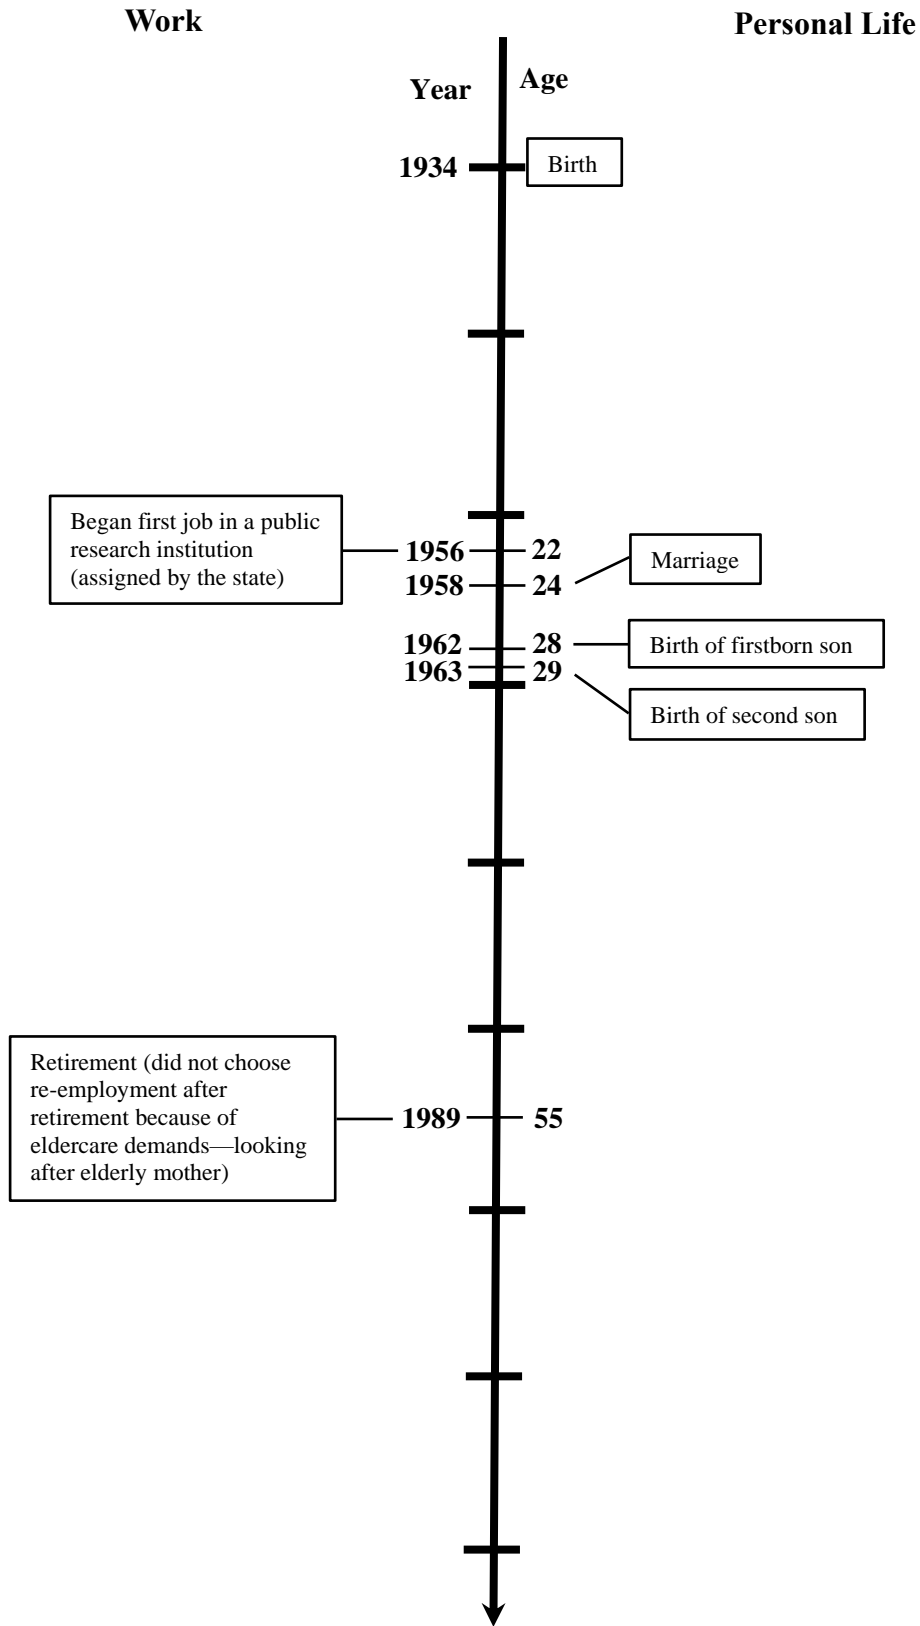 Work
Personal Life
Year
Age
1934
Birth
Began first job in a public
research institution
(assigned by the state)
1956
22
1958
24
Marriage
1962
28
Birth of firstborn son
1963
29
Birth of second son
Retirement (did not choose
re-employment after
retirement because of
eldercare demands—looking
after elderly mother)
1989
55